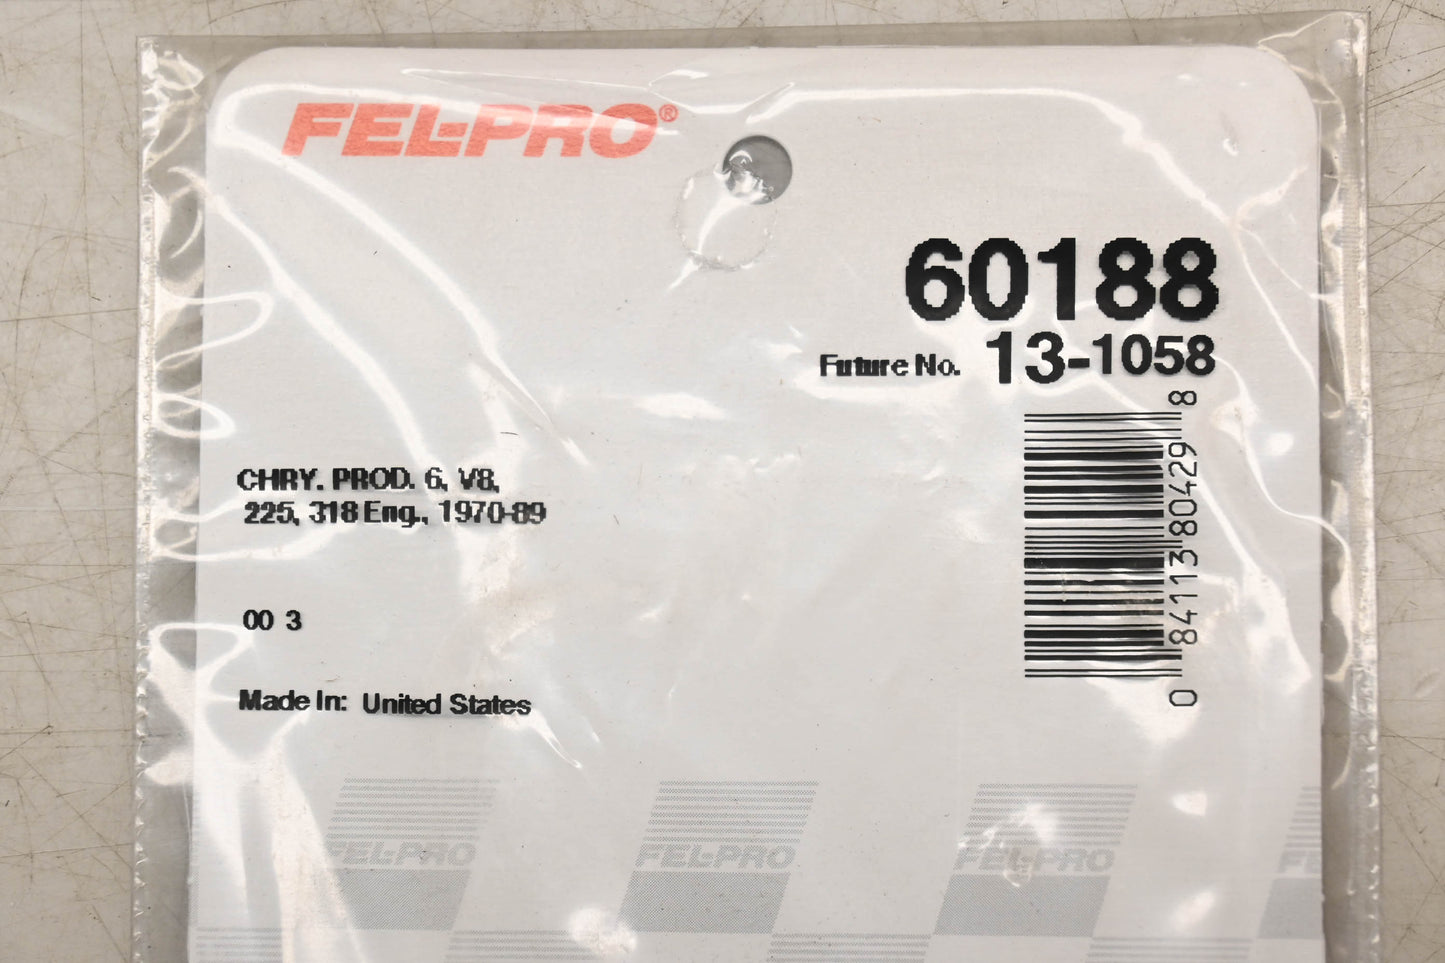 FEL-PRO®
60188
Future No. 13-1058
CHRY. PROD. 6, V8,
225, 318 Eng., 1970-89
00 3
Made In: United States
0 84113 80429 8
FEL-PRO FEL-PRO FEL-PRO FE